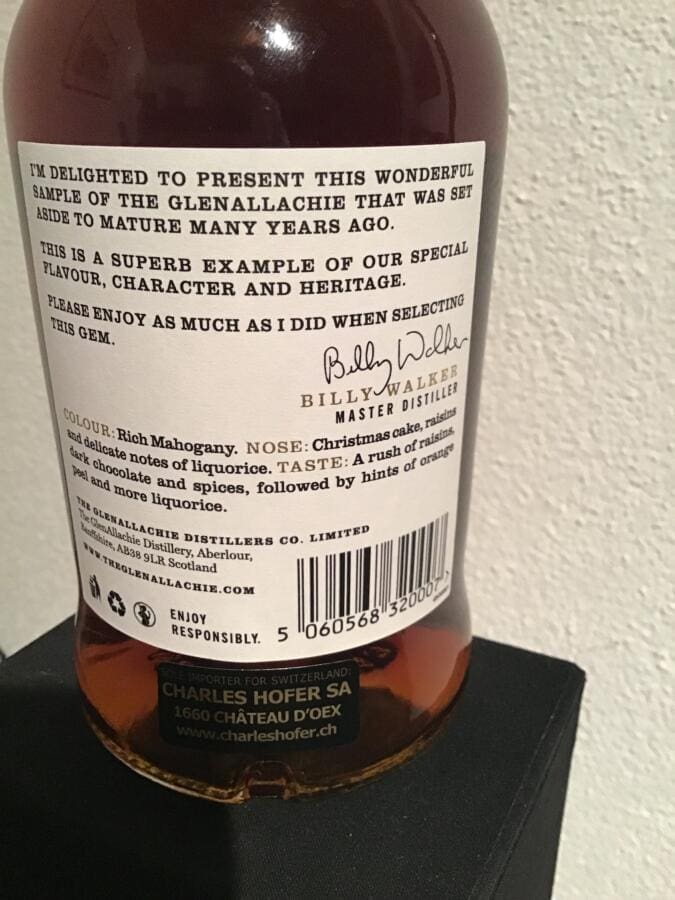 I'M DELIGHTED TO PRESENT THIS WONDERFUL
SAMPLE OF THE GLENALLACHIE THAT WAS SET
ASIDE TO MATURE MANY YEARS AGO.
THIS IS A SUPERB EXAMPLE OF OUR SPECIAL
FLAVOUR, CHARACTER AND HERITAGE.
PLEASE ENJOY AS MUCH AS I DID WHEN SELECTING
THIS GEM.
Billy Walker
BILLY WALKER
MASTER DISTILLER
COLOUR: Rich Mahogany. NOSE: Christmas cake, raisins
and delicate notes of liquorice. TASTE: A rush of raisins,
dark chocolate and spices, followed by hints of orange
peel and more liquorice.
THE GLENALLACHIE DISTILLERS CO. LIMITED
The GlenAllachie Distillery, Aberlour,
Banffshire, AB38 9LR Scotland
WWW.THEGLENALLACHIE.COM
ENJOY
RESPONSIBLY.
5 060568 320007 >
SOLE IMPORTER FOR SWITZERLAND:
CHARLES HOFER SA
1660 CHÂTEAU D'OEX
www.charleshofer.ch